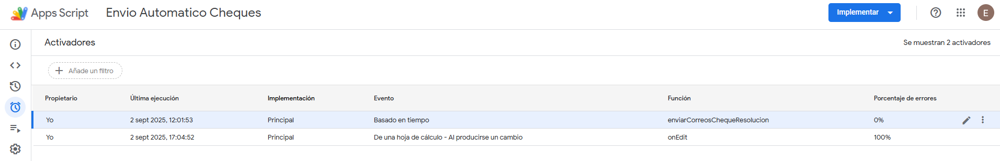 Apps Script Envio Automatico Cheques Implementar E
Activadores Se muestran 2 activadores
Añade un filtro
Propietario Última ejecución Implementación Evento Función Porcentaje de errores
Yo 2 sept 2025, 12:01:53 Principal Basado en tiempo enviarCorreosChequeResolucion 0%
Yo 2 sept 2025, 17:04:52 Principal De una hoja de cálculo - Al producirse un cambio onEdit 100%